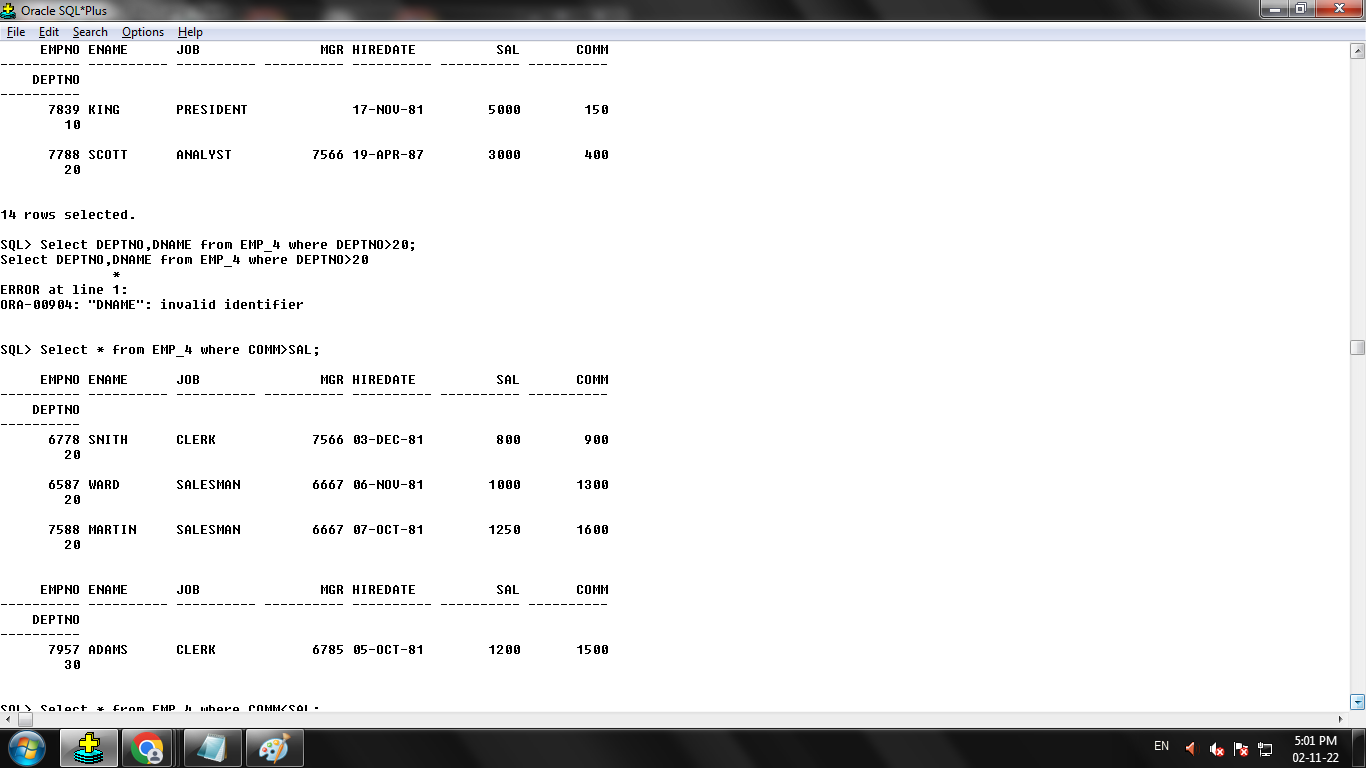 Oracle SQL*Plus
File Edit Search Options Help
EMPNO ENAME JOB MGR HIREDATE SAL COMM
---------- ---------- ---------- ---------- ---------- ---------- ----------
DEPTNO
----------
7839 KING PRESIDENT 17-NOV-81 5000 150
10
7788 SCOTT ANALYST 7566 19-APR-87 3000 400
20
14 rows selected.
SQL> Select DEPTNO,DNAME from EMP_4 where DEPTNO>20;
Select DEPTNO,DNAME from EMP_4 where DEPTNO>20
*
ERROR at line 1:
ORA-00904: "DNAME": invalid identifier
SQL> Select * from EMP_4 where COMM>SAL;
EMPNO ENAME JOB MGR HIREDATE SAL COMM
---------- ---------- ---------- ---------- ---------- ---------- ----------
DEPTNO
----------
6778 SNITH CLERK 7566 03-DEC-81 800 900
20
6587 WARD SALESMAN 6667 06-NOV-81 1000 1300
20
7588 MARTIN SALESMAN 6667 07-OCT-81 1250 1600
20
EMPNO ENAME JOB MGR HIREDATE SAL COMM
---------- ---------- ---------- ---------- ---------- ---------- ----------
DEPTNO
----------
7957 ADAMS CLERK 6785 05-OCT-81 1200 1500
30
SQL> Select * from EMP_4 where COMM<SAL;
EN
5:01 PM
02-11-22